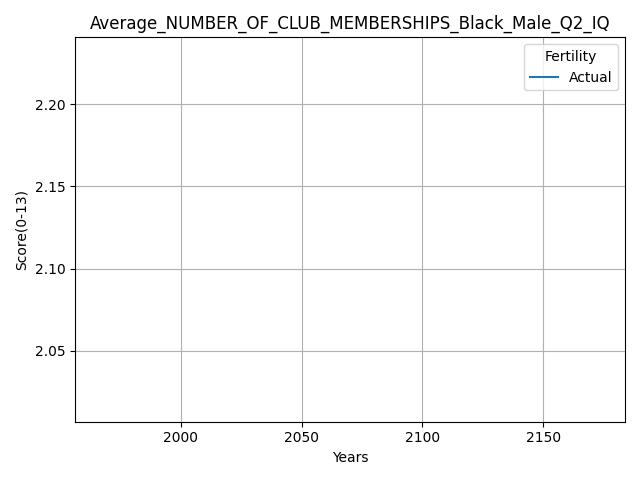 Average_NUMBER_OF_CLUB_MEMBERSHIPS_Black_Male_Q2_IQ
Fertility
Actual
2.20
2.15
2.10
2.05
Score(0-13)
2000
2050
2100
2150
Years